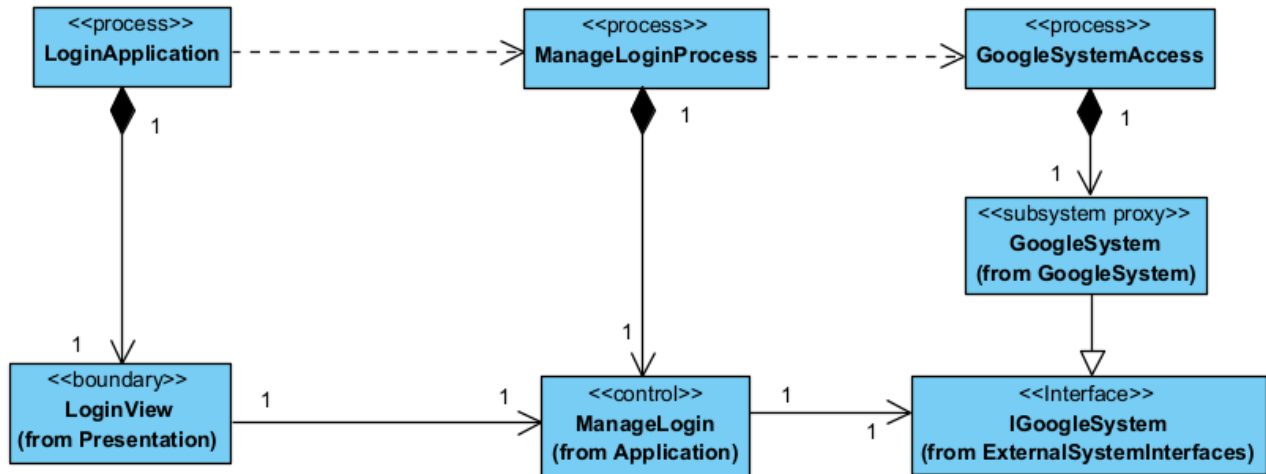 <<process>>
LoginApplication
<<process>>
ManageLoginProcess
<<process>>
GoogleSystemAccess
1
1
1
1
<<subsystem proxy>>
GoogleSystem
(from GoogleSystem)
1
1
<<boundary>>
LoginView
(from Presentation)
1
1
<<control>>
ManageLogin
(from Application)
1
1
<<Interface>>
IGoogleSystem
(from ExternalSystemInterfaces)